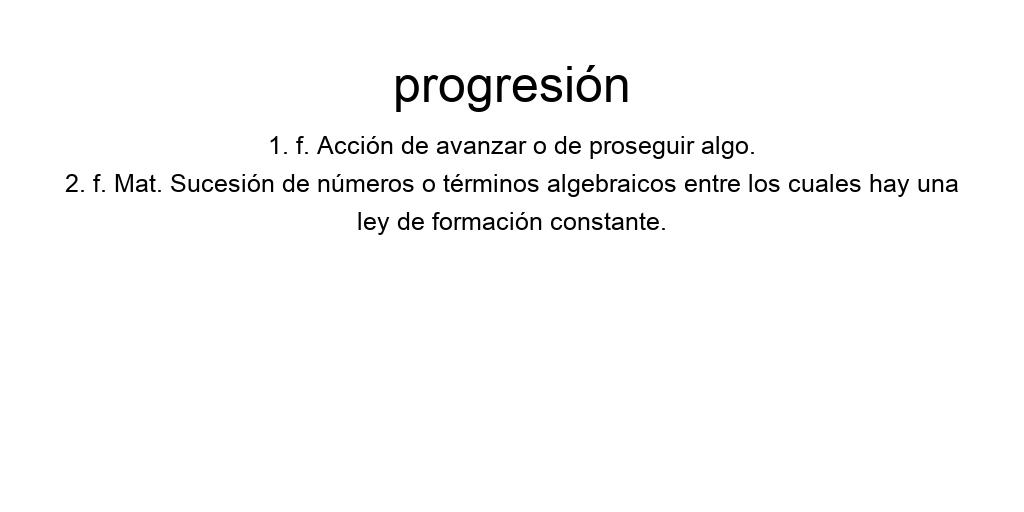 progresión
1. f. Acción de avanzar o de proseguir algo.
2. f. Mat. Sucesión de números o términos algebraicos entre los cuales hay una
ley de formación constante.